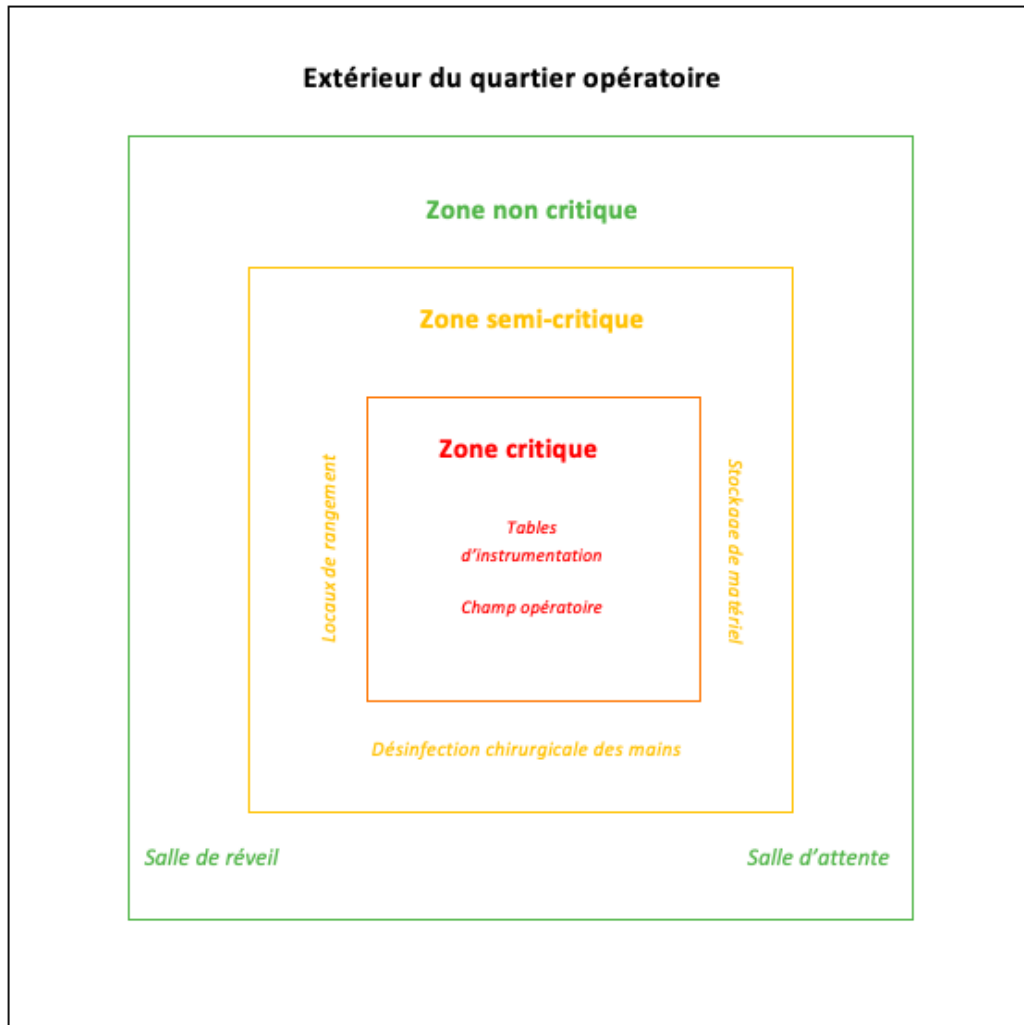 Extérieur du quartier opératoire
Zone non critique
Zone semi-critique
Zone critique
Locaux de rangement
Stockage de matériel
Tables
d'instrumentation
Champ opératoire
Désinfection chirurgicale des mains
Salle de réveil
Salle d'attente